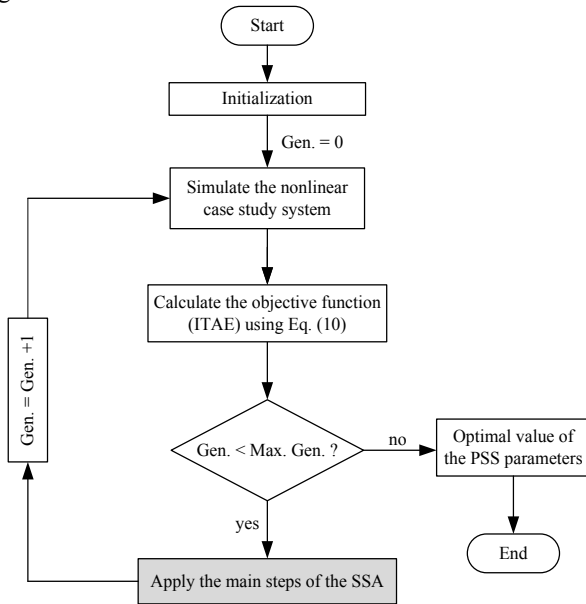 Start
Initialization
Gen. = 0
Simulate the nonlinear
case study system
Calculate the objective function
(ITAE) using Eq. (10)
Gen. = Gen. +1
Gen. < Max. Gen. ?
no
Optimal value of
the PSS parameters
yes
End
Apply the main steps of the SSA